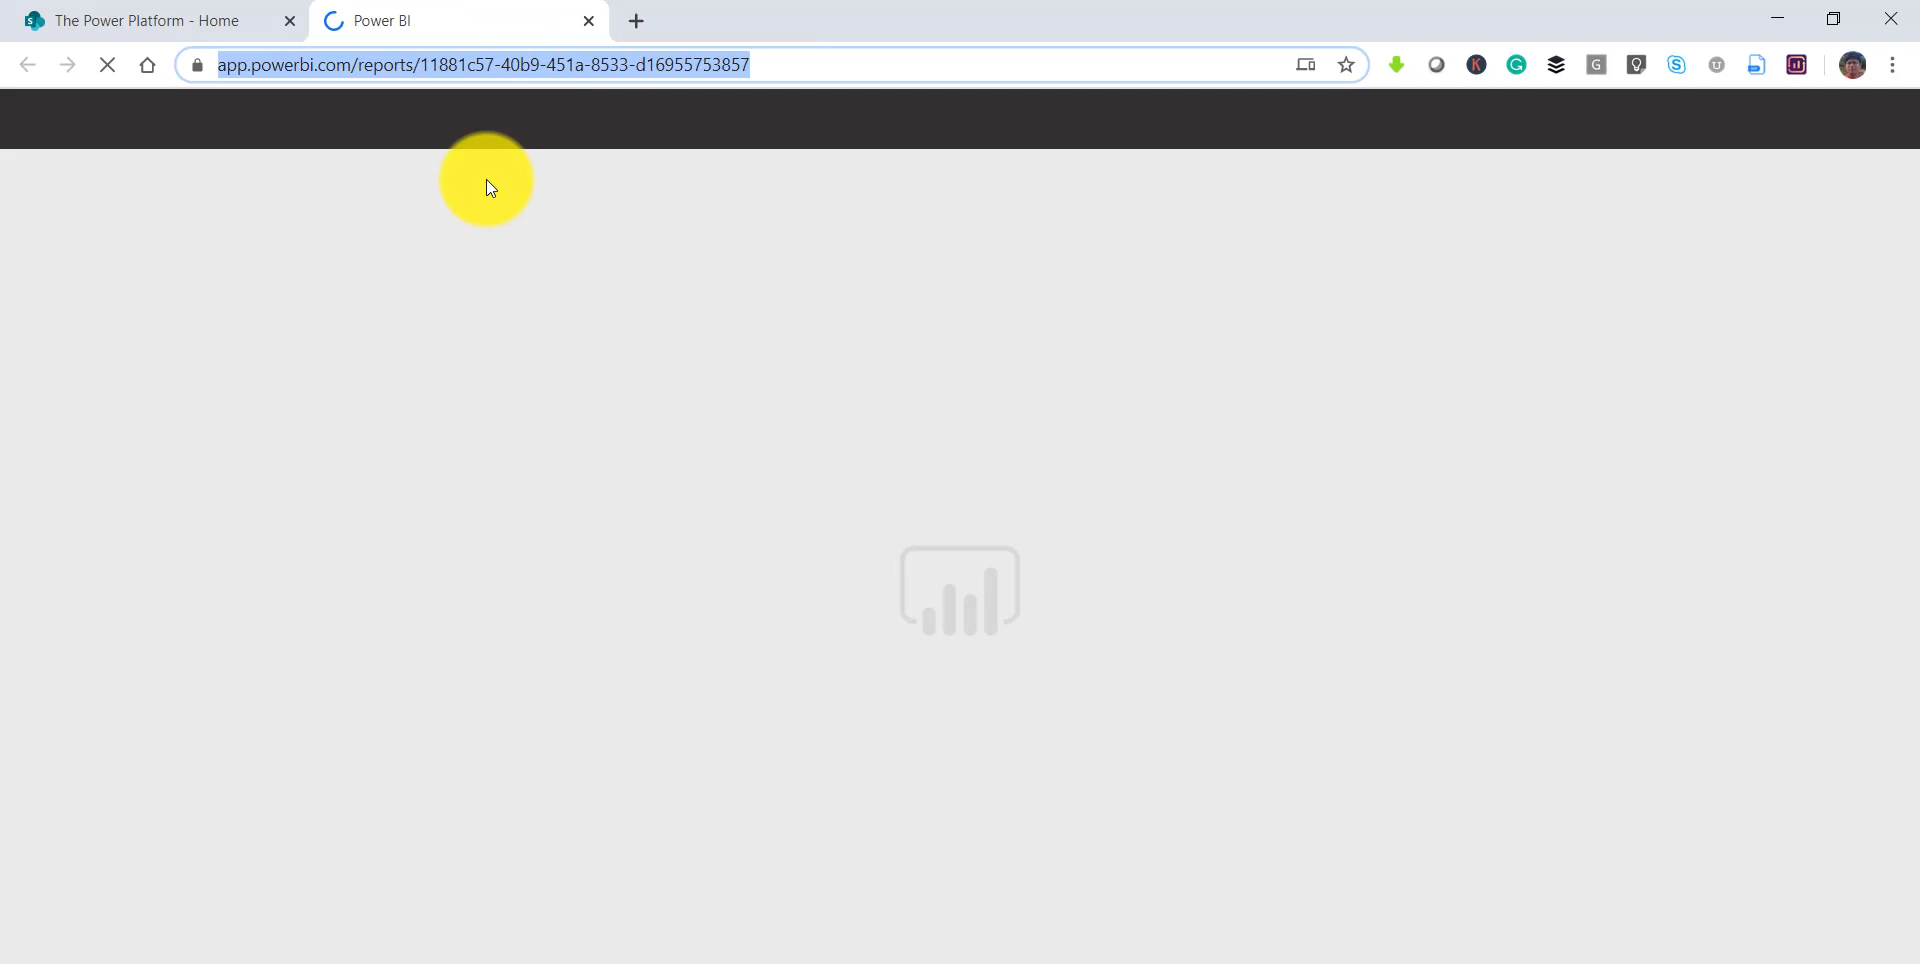 The Power Platform - Home
Power BI
app.powerbi.com/reports/11881c57-40b9-451a-8533-d16955753857